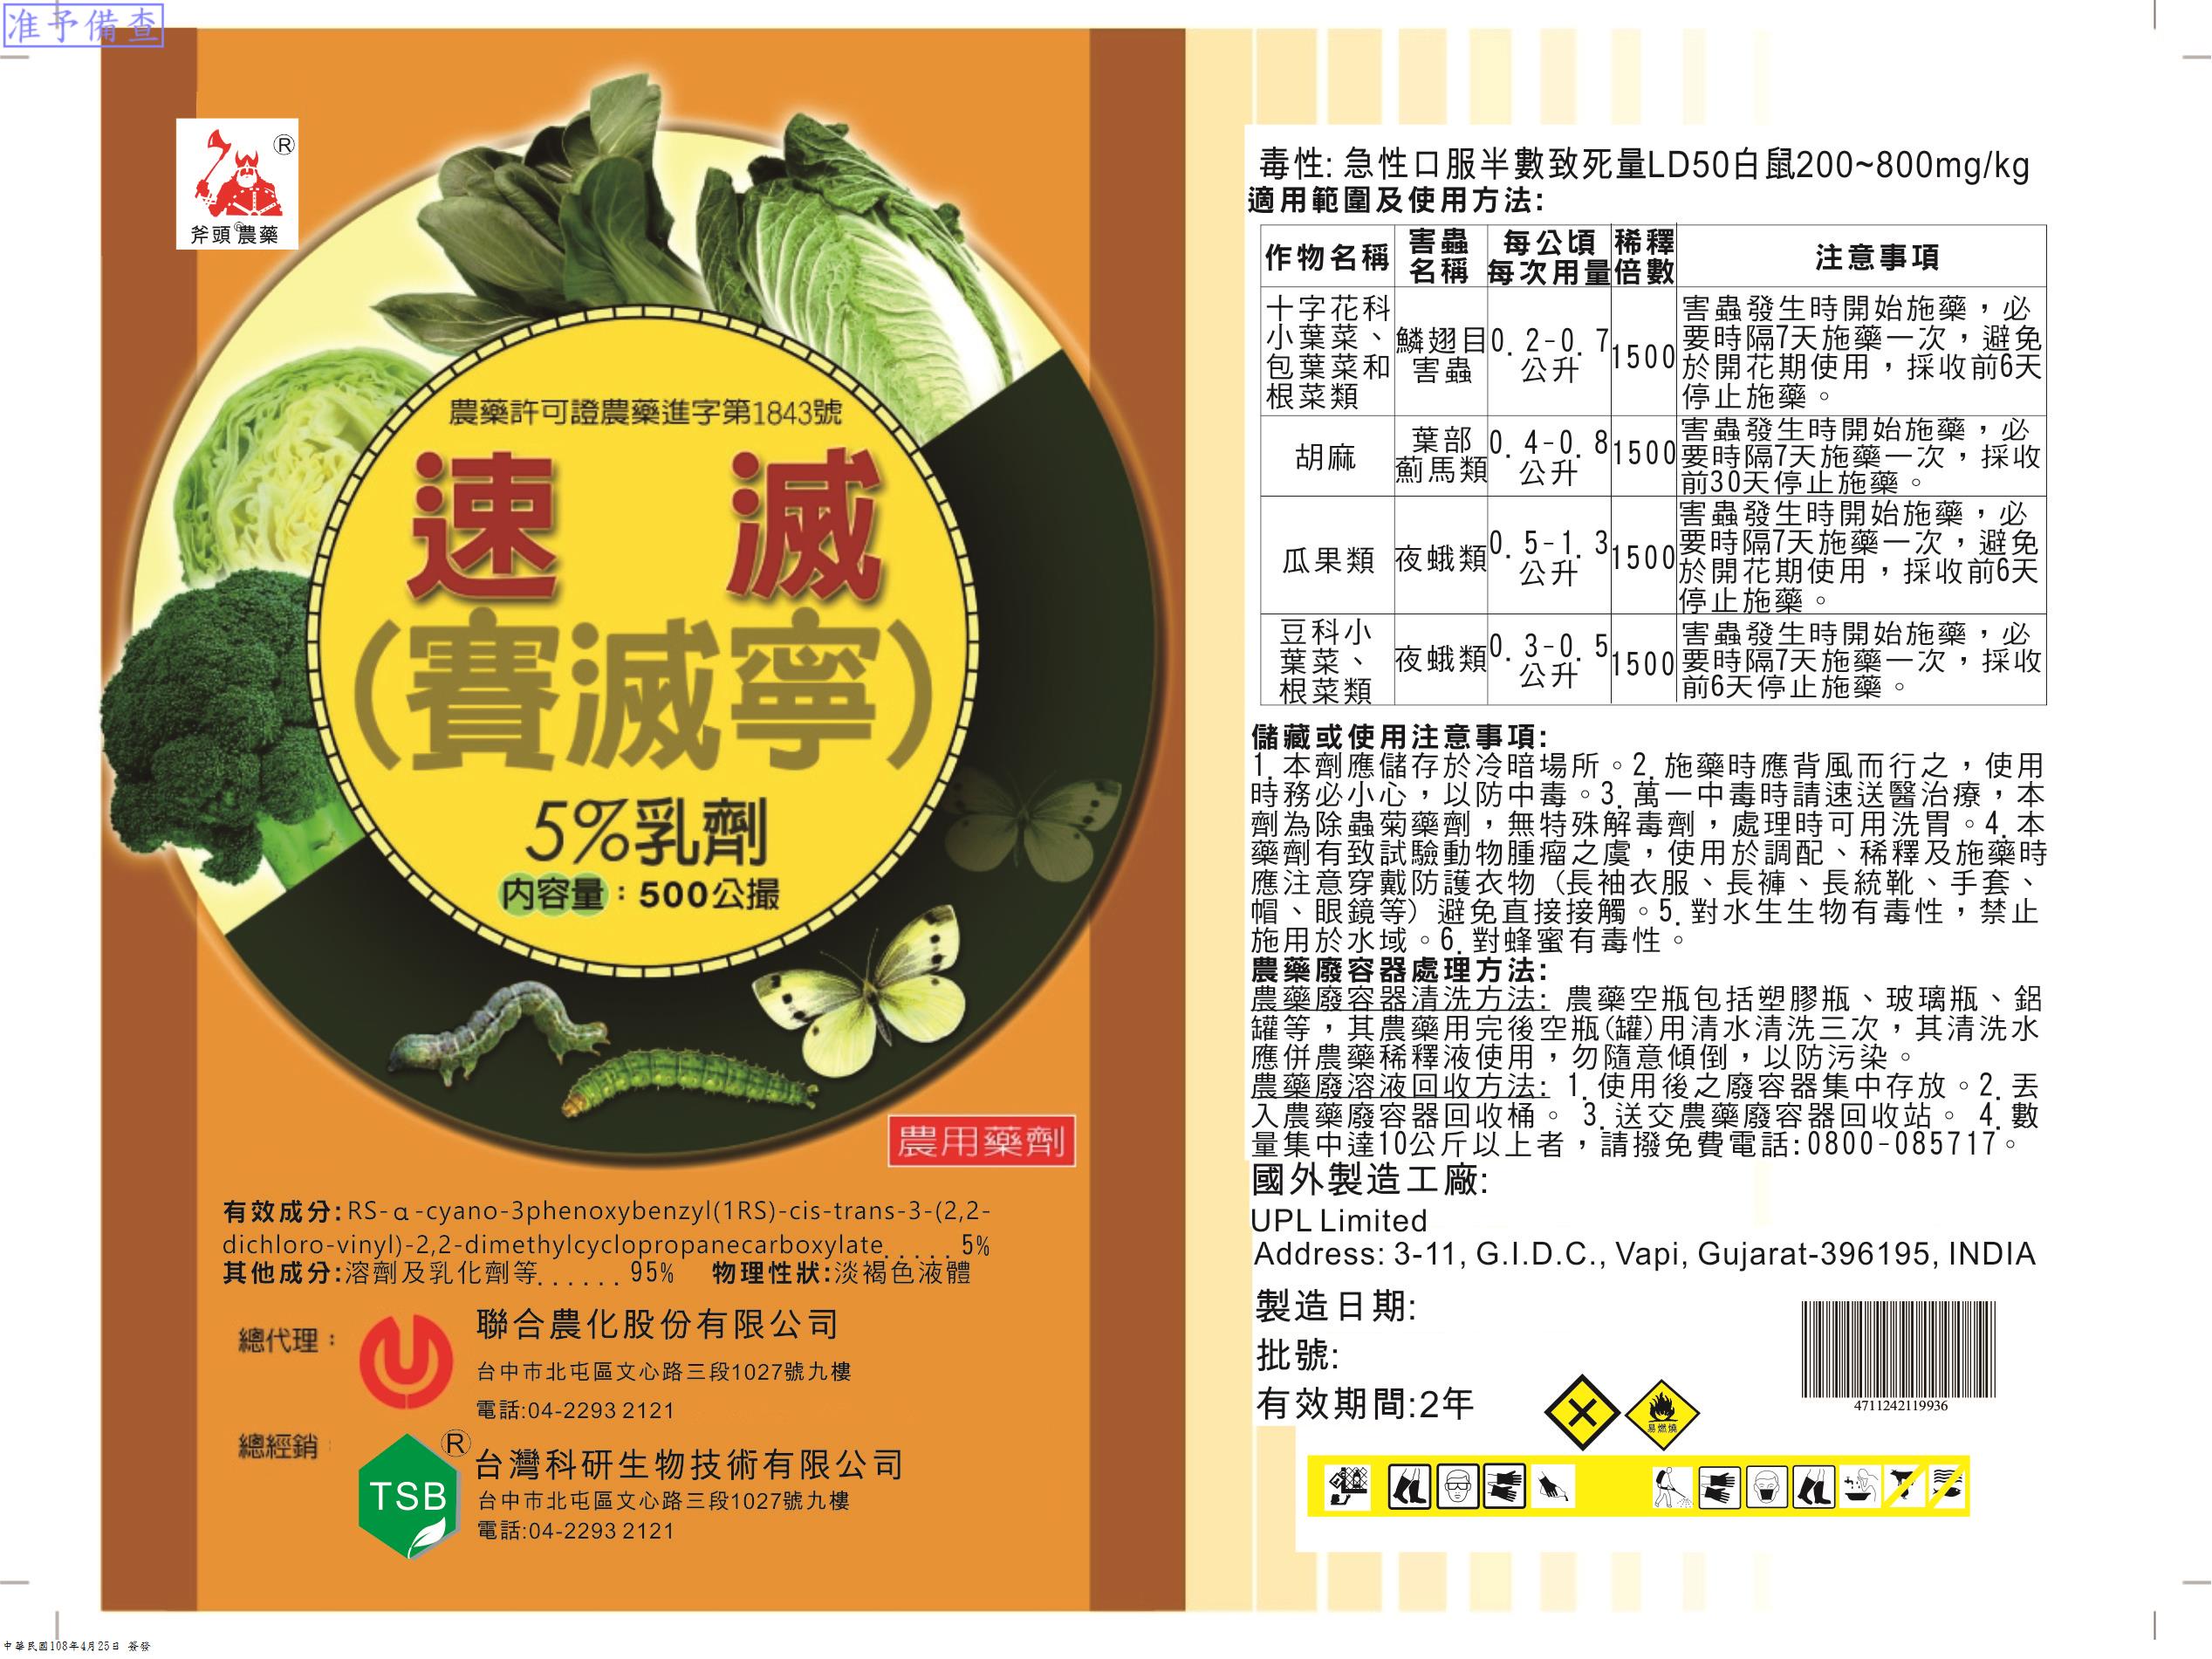 准予備查
®
斧頭®農藥
農藥許可證農藥進字第1843號
速 滅
(賽滅寧)
5%乳劑
內容量：500公撮
農用藥劑
有效成分:RS-α-cyano-3phenoxybenzyl(1RS)-cis-trans-3-(2,2-
dichloro-vinyl)-2,2-dimethylcyclopropanecarboxylate..... 5%
其他成分:溶劑及乳化劑等...... 95% 物理性狀:淡褐色液體
總代理：
聯合農化股份有限公司
台中市北屯區文心路三段1027號九樓
電話:04-2293 2121
總經銷：
TSB ®
台灣科研生物技術有限公司
台中市北屯區文心路三段1027號九樓
電話:04-2293 2121
毒性: 急性口服半數致死量LD50白鼠200~800mg/kg
適用範圍及使用方法:
作物名稱 害蟲名稱 每公頃每次用量 稀釋倍數 注意事項
十字花科小葉菜、包葉菜和根菜類 鱗翅目害蟲 0.2-0.7公升 1500 害蟲發生時開始施藥，必要時隔7天施藥一次，避免於開花期使用，採收前6天停止施藥。
胡麻 葉部薊馬類 0.4-0.8公升 1500 害蟲發生時開始施藥，必要時隔7天施藥一次，採收前30天停止施藥。
瓜果類 夜蛾類 0.5-1.3公升 1500 害蟲發生時開始施藥，必要時隔7天施藥一次，避免於開花期使用，採收前6天停止施藥。
豆科小葉菜、根菜類 夜蛾類 0.3-0.5公升 1500 害蟲發生時開始施藥，必要時隔7天施藥一次，採收前6天停止施藥。
儲藏或使用注意事項:
1.本劑應儲存於冷暗場所。2.施藥時應背風而行之，使用
時務必小心，以防中毒。3.萬一中毒時請速送醫治療，本
劑為除蟲菊藥劑，無特殊解毒劑，處理時可用洗胃。4.本
藥劑有致試驗動物腫瘤之虞，使用於調配、稀釋及施藥時
應注意穿戴防護衣物（長袖衣服、長褲、長統靴、手套、
帽、眼鏡等）避免直接接觸。5.對水生生物有毒性，禁止
施用於水域。6.對蜂蜜有毒性。
農藥廢容器處理方法:
農藥廢容器清洗方法: 農藥空瓶包括塑膠瓶、玻璃瓶、鋁
罐等，其農藥用完後空瓶(罐)用清水清洗三次，其清洗水
應併農藥稀釋液使用，勿隨意傾倒，以防污染。
農藥廢溶液回收方法: 1.使用後之廢容器集中存放。2.丟
入農藥廢容器回收桶。 3.送交農藥廢容器回收站。 4.數
量集中達10公斤以上者，請撥免費電話:0800-085717。
國外製造工廠:
UPL Limited
Address: 3-11, G.I.D.C., Vapi, Gujarat-396195, INDIA
製造日期:
批號:
有效期間:2年
易燃燒
4711242119936
中華民國108年4月25日 簽發